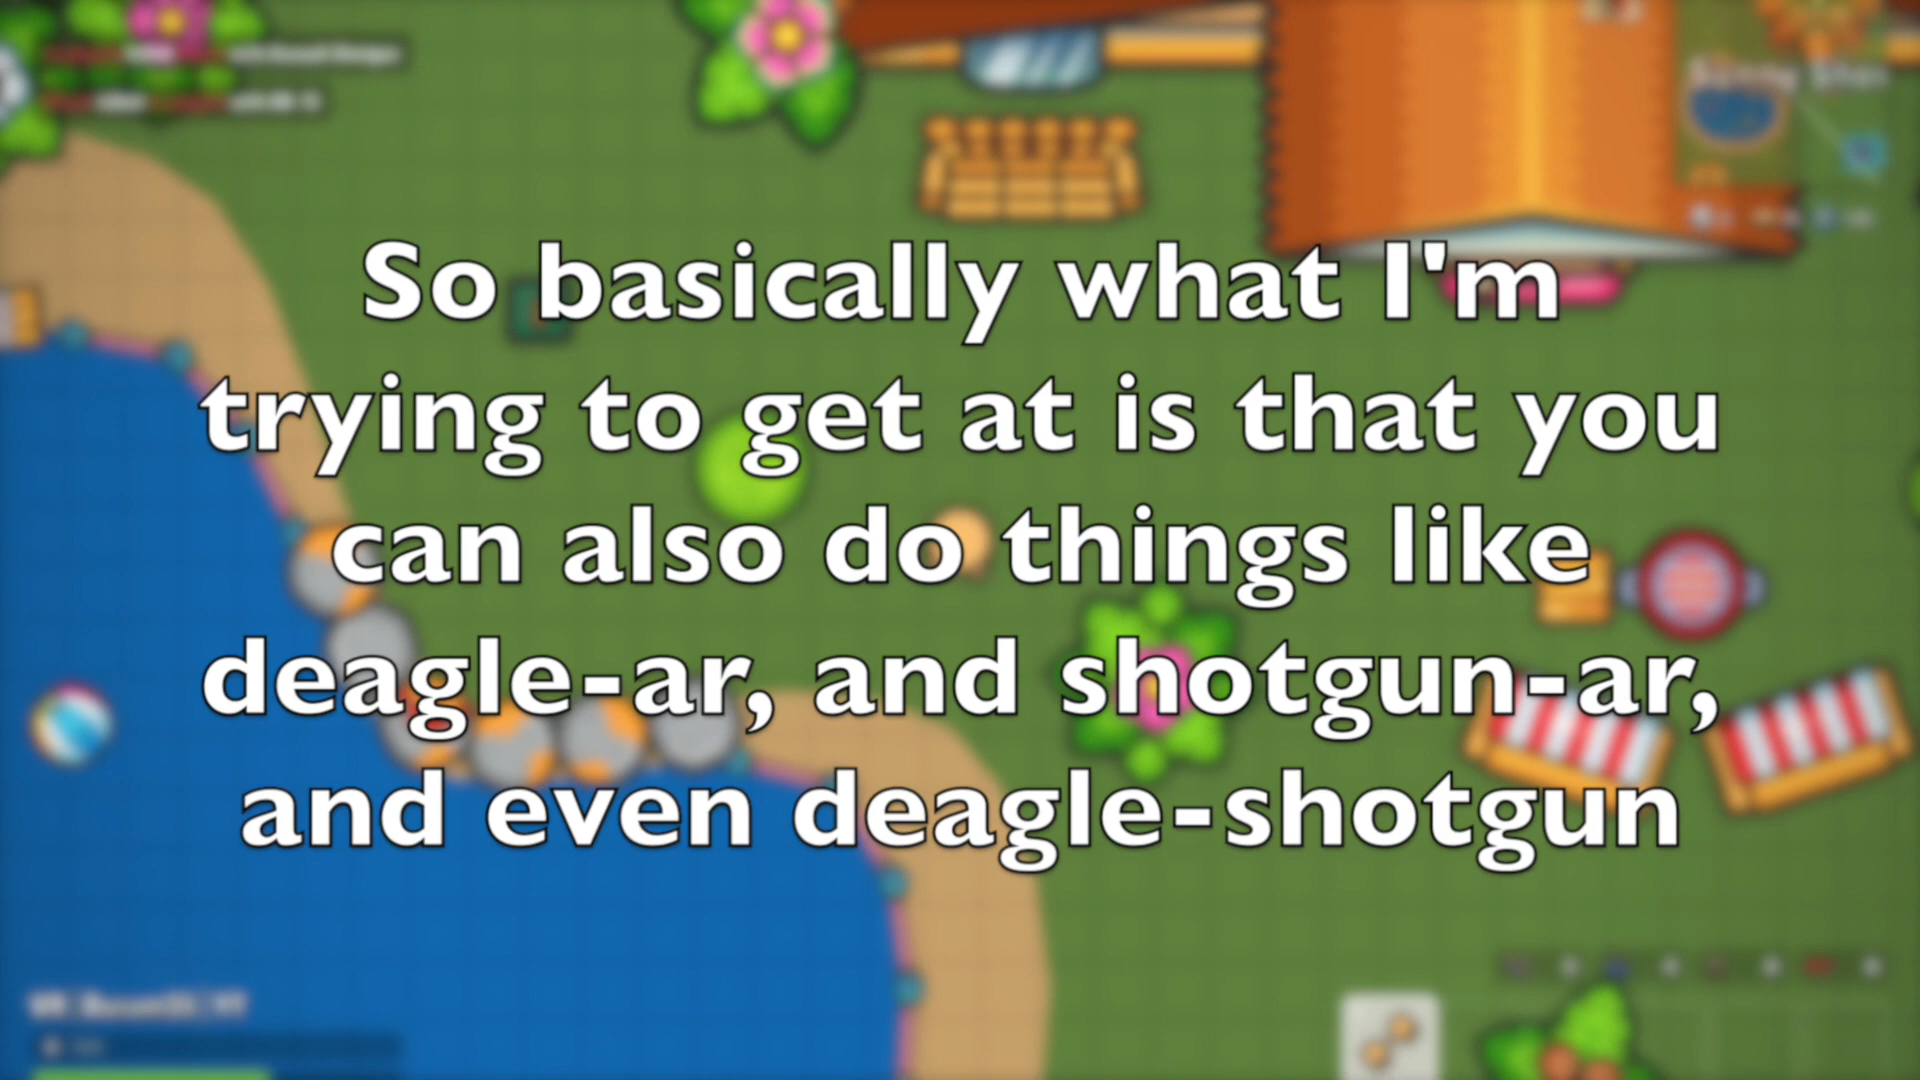 So basically what I'm
trying to get at is that you
can also do things like
deagle-ar, and shotgun-ar,
and even deagle-shotgun